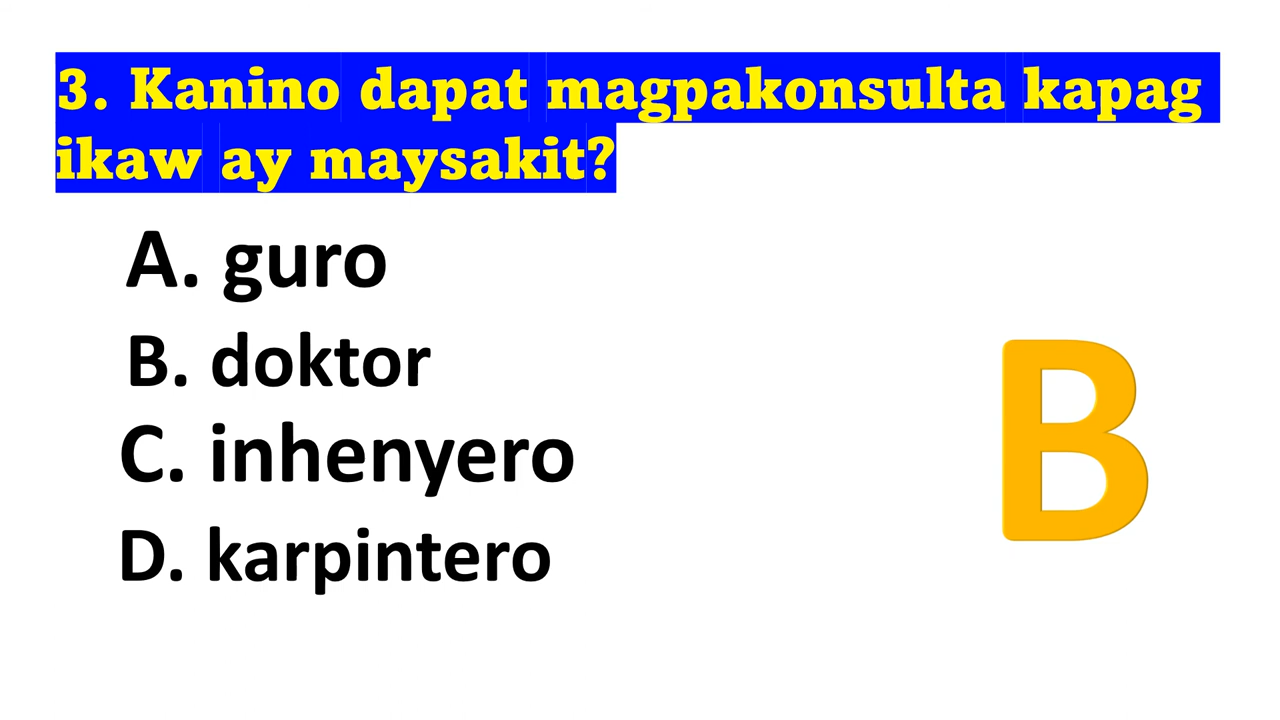 3. Kanino dapat magpakonsulta kapag
ikaw ay maysakit?
A. guro
B. doktor
C. inhenyero
D. karpintero
B